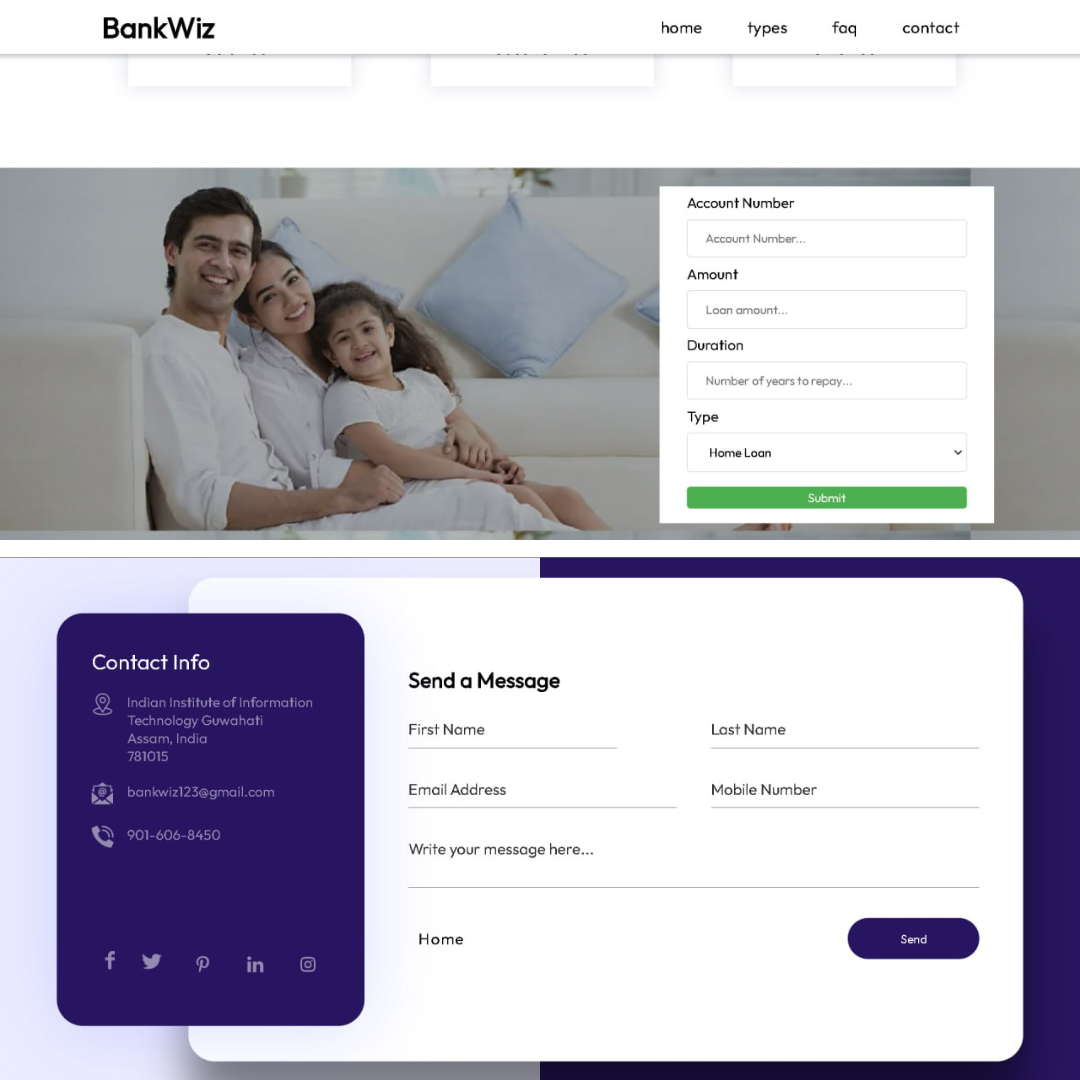 BankWiz
home types faq contact
Account Number
Account Number...
Amount
Loan amount...
Duration
Number of years to repay...
Type
Home Loan
Submit
Contact Info
Indian Institute of Information
Technology Guwahati
Assam, India
781015
bankwiz123@gmail.com
901-606-8450
Send a Message
First Name
Last Name
Email Address
Mobile Number
Write your message here...
Home
Send